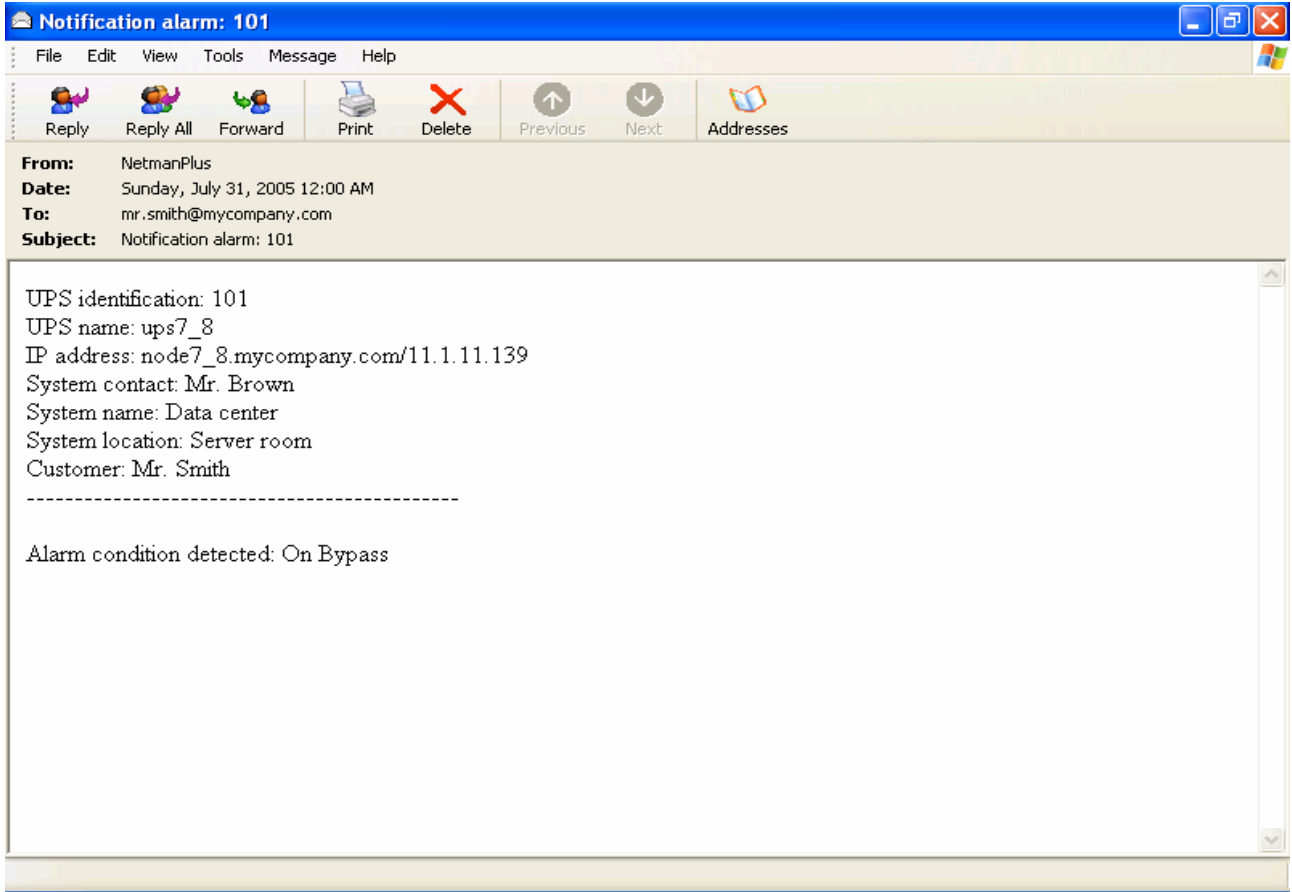 Notification alarm: 101
File Edit View Tools Message Help
Reply Reply All Forward Print Delete Previous Next Addresses
From: NetmanPlus
Date: Sunday, July 31, 2005 12:00 AM
To: mr.smith@mycompany.com
Subject: Notification alarm: 101
UPS identification: 101
UPS name: ups7_8
IP address: node7_8.mycompany.com/11.1.11.139
System contact: Mr. Brown
System name: Data center
System location: Server room
Customer: Mr. Smith
---------------------------------------------
Alarm condition detected: On Bypass